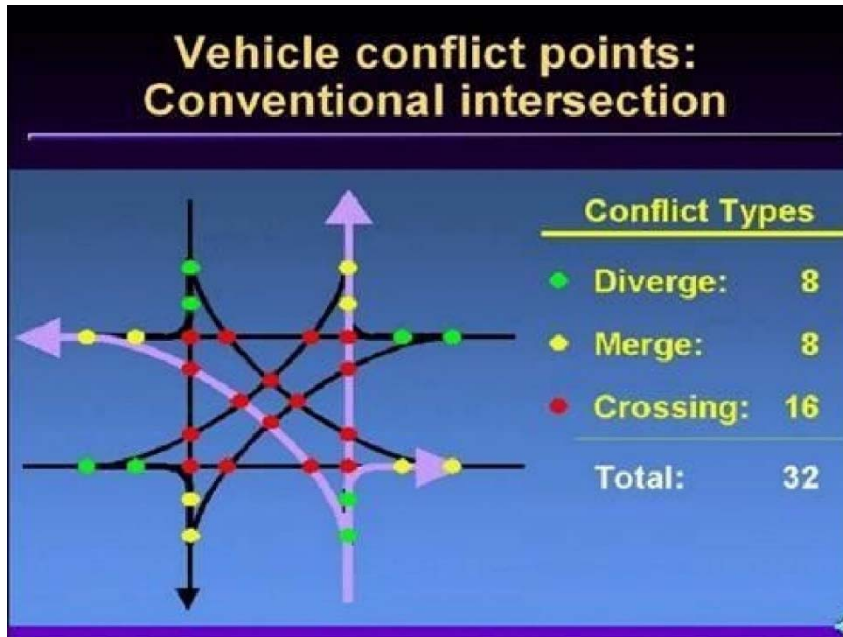 Vehicle conflict points:
Conventional intersection
Conflict Types
Diverge: 8
Merge: 8
Crossing: 16
Total: 32